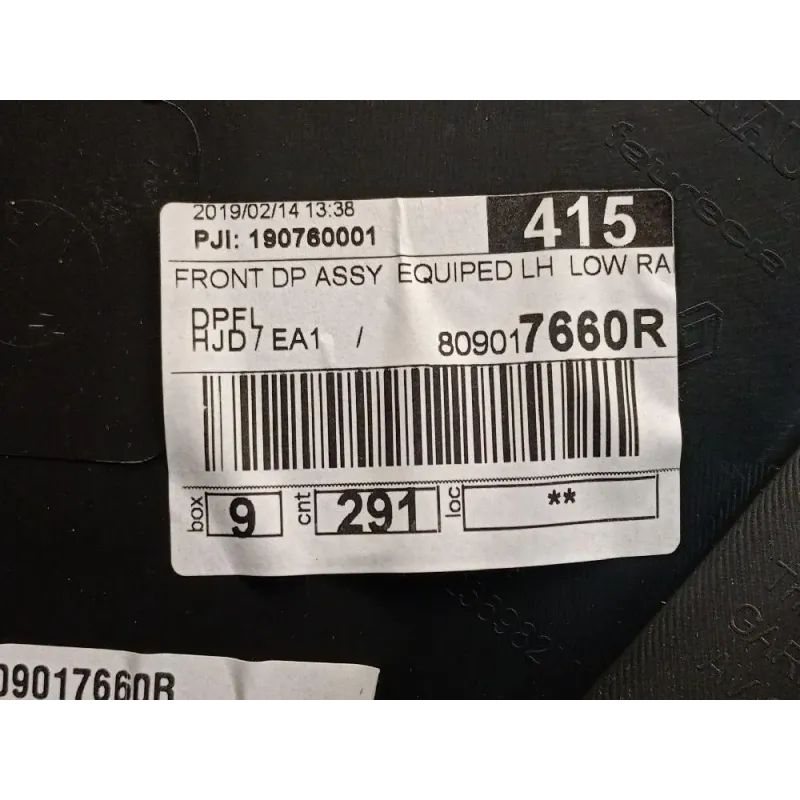 2019/02/14 13:38
PJI: 190760001
415
FRONT DP ASSY EQUIPED LH LOW RA
DPFL
HJD7 EA1 / 809017660R
box 9 cnt 291 loc **
faurecia
09017660R